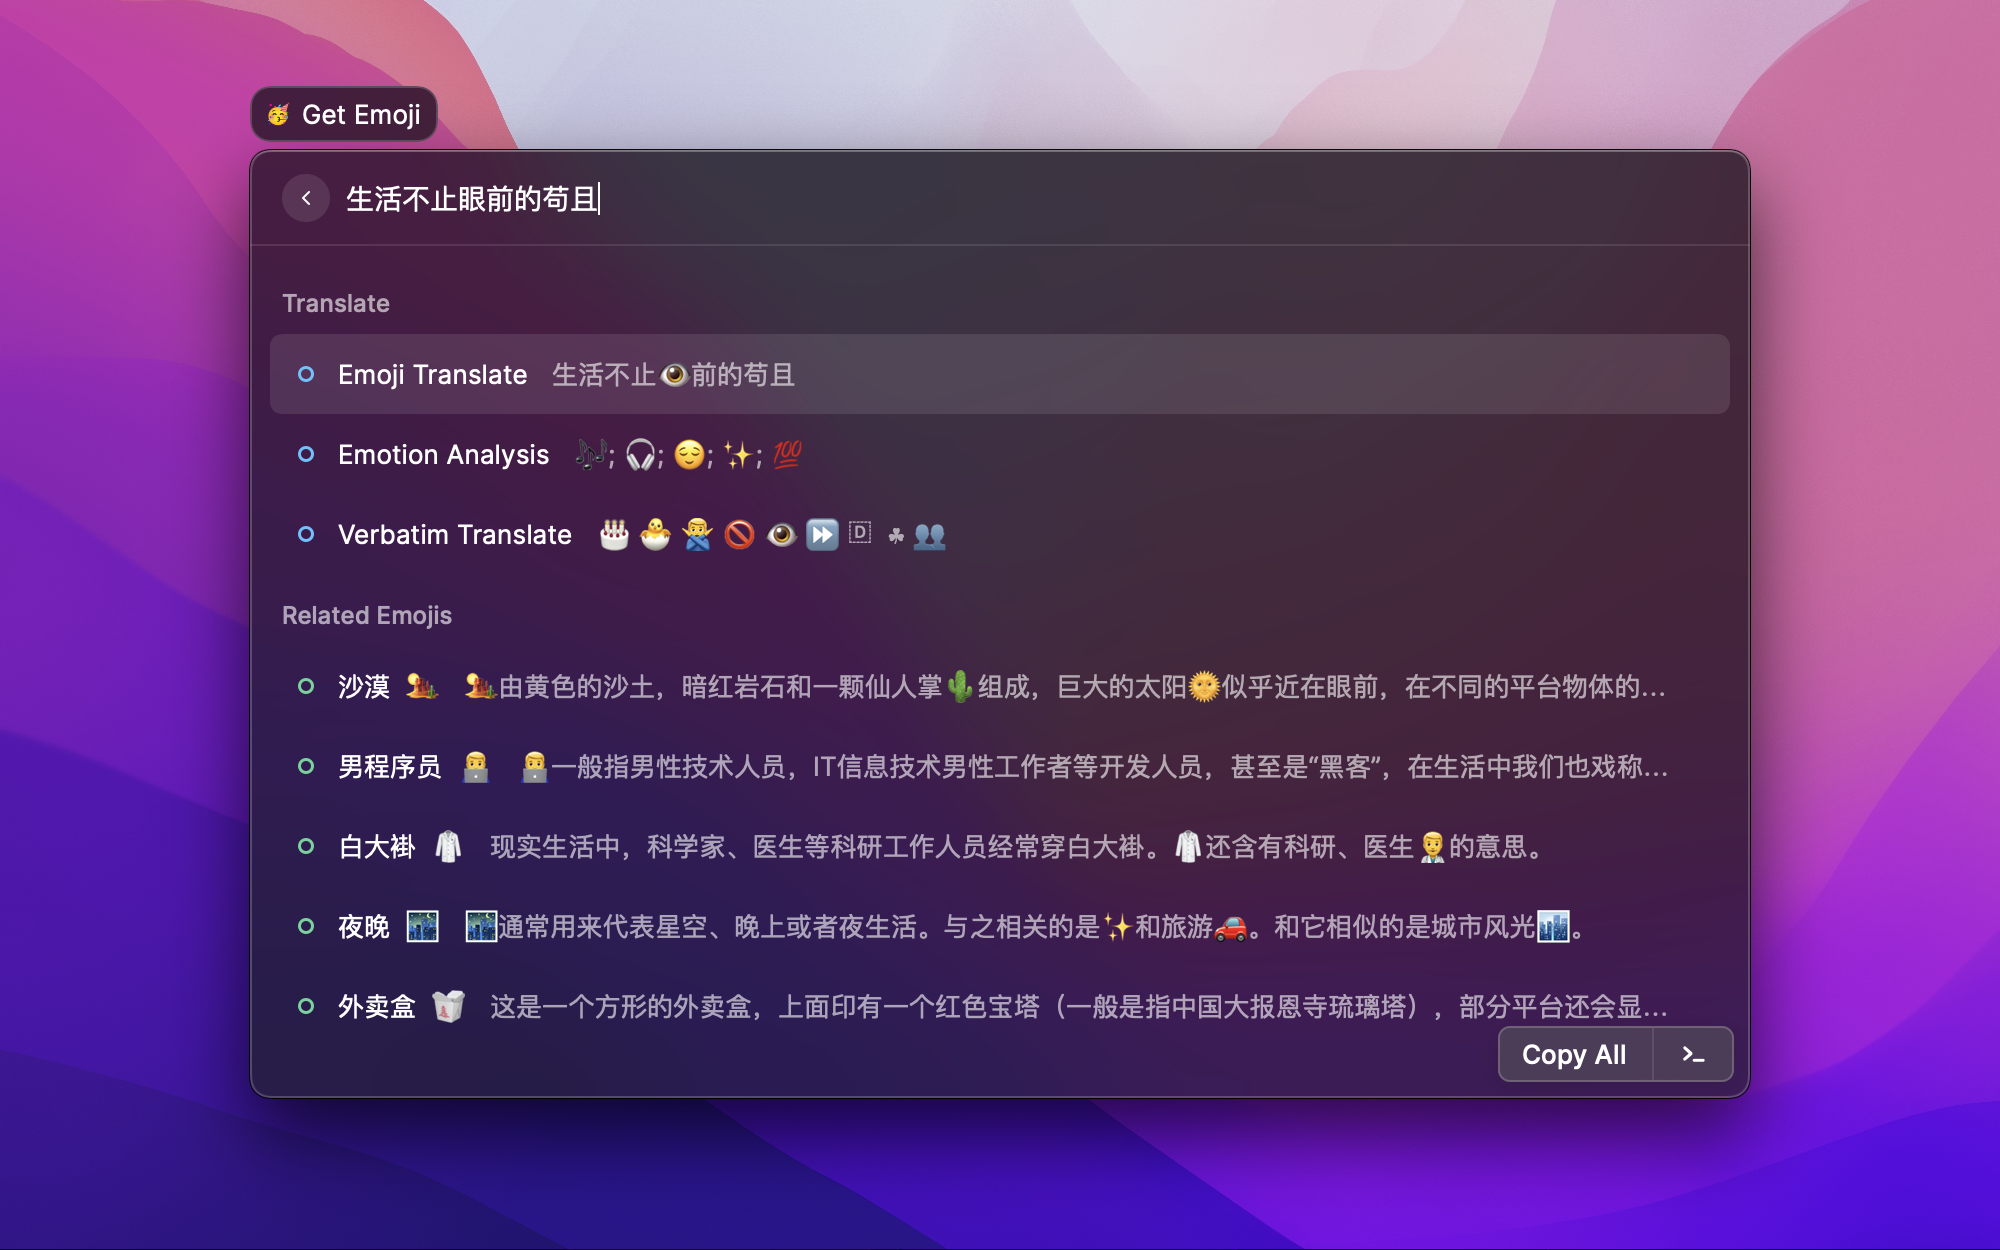 🥳 Get Emoji
生活不止眼前的苟且
Translate
Emoji Translate 生活不止👁️前的苟且
Emotion Analysis 🎶; 🎧; 😌; ✨; 💯
Verbatim Translate 🎂 🐣 🙅‍♂️ 🚫 👁️ ⏩ 🄳 ☘ 👥
Related Emojis
沙漠 🏜️ 🏜️由黄色的沙土，暗红岩石和一颗仙人掌🌵组成，巨大的太阳🌞似乎近在眼前，在不同的平台物体的...
男程序员 👨‍💻 👨‍💻一般指男性技术人员，IT信息技术男性工作者等开发人员，甚至是“黑客”，在生活中我们也戏称...
白大褂 🥼 现实生活中，科学家、医生等科研工作人员经常穿白大褂。🥼还含有科研、医生👨‍⚕️的意思。
夜晚 🌃 🌃通常用来代表星空、晚上或者夜生活。与之相关的是✨和旅游🚗。和它相似的是城市风光🏙️。
外卖盒 🥡 这是一个方形的外卖盒，上面印有一个红色宝塔（一般是指中国大报恩寺琉璃塔），部分平台还会显...
Copy All >_